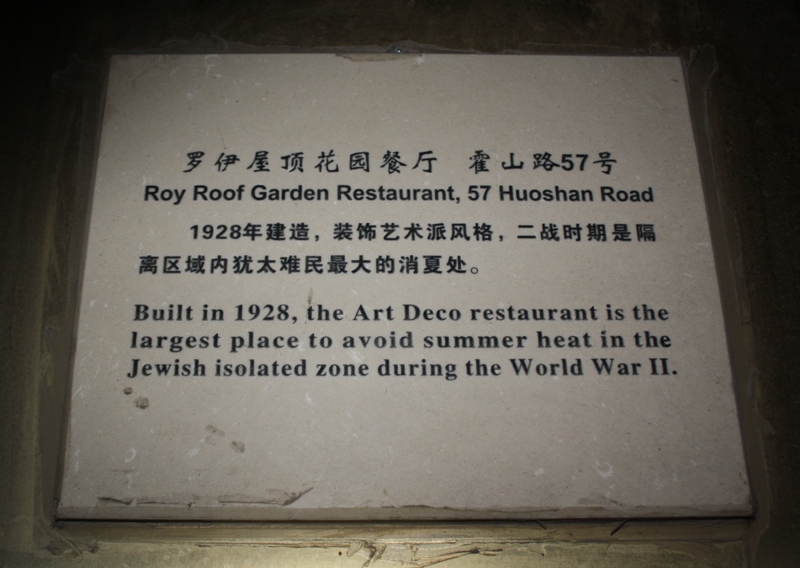 罗伊屋顶花园餐厅 霍山路57号
Roy Roof Garden Restaurant, 57 Huoshan Road
1928年建造，装饰艺术派风格，二战时期是隔
离区域内犹太难民最大的消夏处。
Built in 1928, the Art Deco restaurant is the
largest place to avoid summer heat in the
Jewish isolated zone during the World War II.